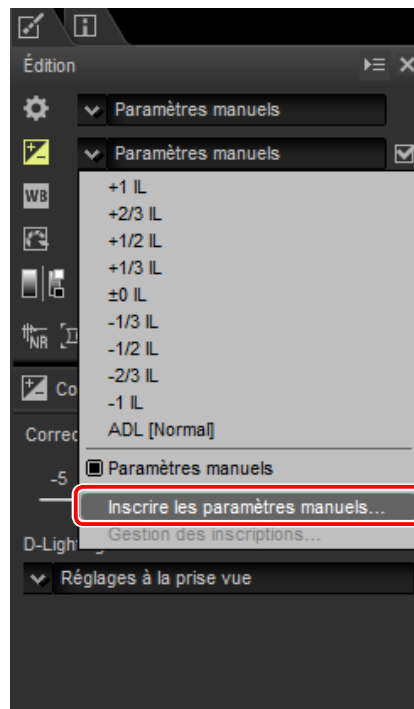 Édition
Paramètres manuels
Paramètres manuels
WB
+1 IL
+2/3 IL
+1/2 IL
+1/3 IL
±0 IL
-1/3 IL
-1/2 IL
NR
-2/3 IL
-1 IL
ADL [Normal]
Paramètres manuels
-5
Inscrire les paramètres manuels...
Gestion des inscriptions...
Réglages à la prise vue